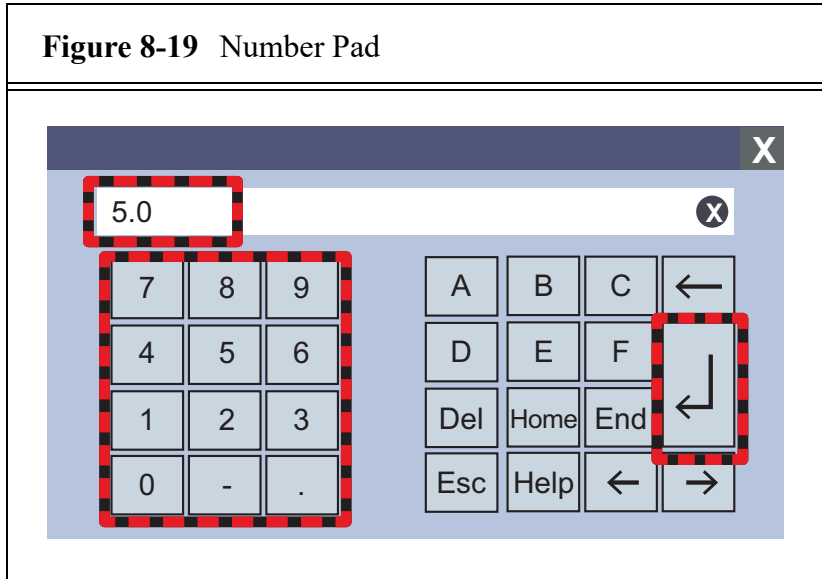 Figure 8-19 Number Pad
X
5.0 X
7 8 9 A B C ←
4 5 6 D E F ↵
1 2 3 Del Home End
0 - . Esc Help ← →